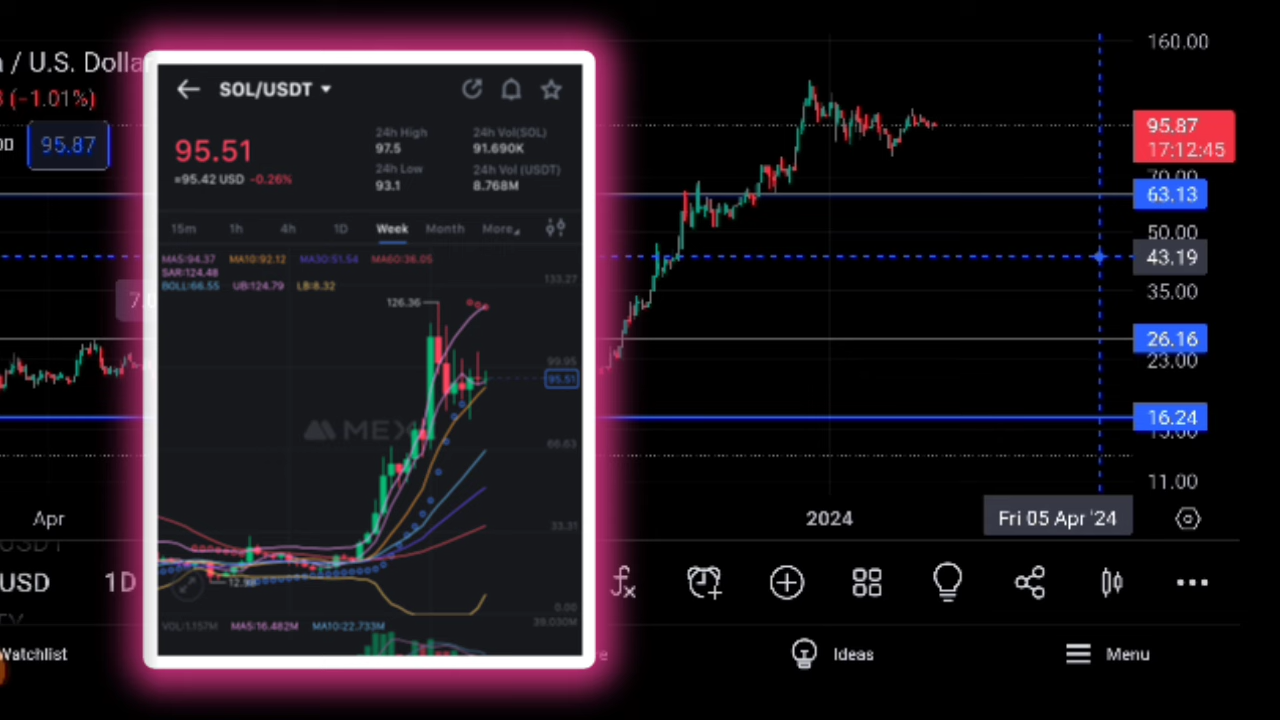 / U.S. Dolla
(−1.01%)
95.87
SOL/USDT
95.51
≈95.42 USD -0.26%
24h High
97.5
24h Low
93.1
24h Vol(SOL)
91.690K
24h Vol (USDT)
8.768M
15m 1h 4h 1D Week Month More
MA5:94.37 MA10:92.12 MA30:51.54 MA60:36.05
SAR:124.48
BOLL:66.55 UB:124.79 LB:8.32
133.27
126.36
99.95
95.51
66.63
33.31
0.00
VOL:1.157M MA5:16.482M MA10:22.733M
39.030M
160.00
95.87
17:12:45
70.00
63.13
50.00
43.19
35.00
26.16
23.00
16.24
15.00
11.00
Apr
2024
Fri 05 Apr '24
USD
1D
Watchlist
Ideas
Menu